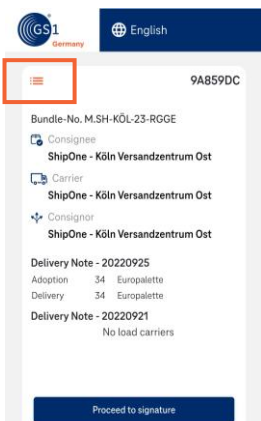 GS1
Germany
English
9A859DC
Bundle-No. M.SH-KÖL-23-RGGE
Consignee
ShipOne - Köln Versandzentrum Ost
Carrier
ShipOne - Köln Versandzentrum Ost
Consignor
ShipOne - Köln Versandzentrum Ost
Delivery Note - 20220925
Adoption 34 Europalette
Delivery 34 Europalette
Delivery Note - 20220921
No load carriers
Proceed to signature